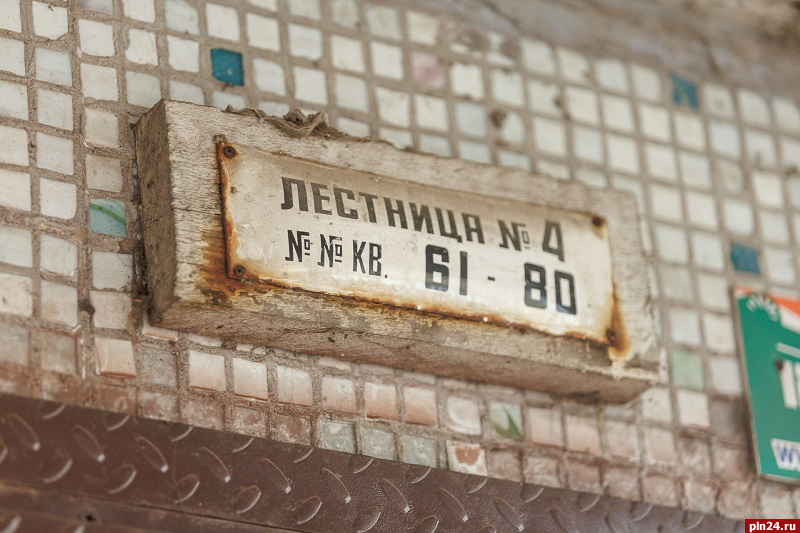 ЛЕСТНИЦА № 4
№№ КВ. 61 - 80
pln24.ru